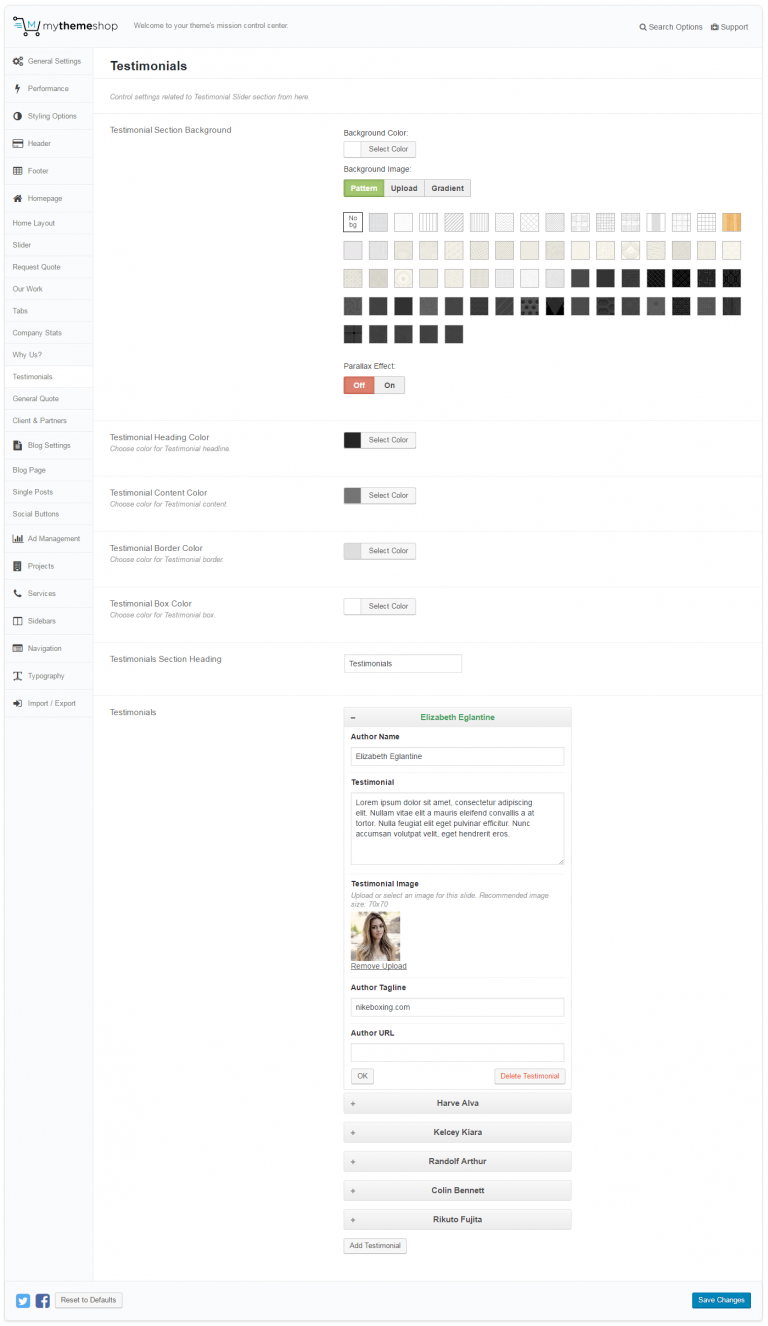 M mythemeshop
Welcome to your theme's mission control center.
Search Options
Support
General Settings
Performance
Styling Options
Header
Footer
Homepage
Home Layout
Slider
Request Quote
Our Work
Tabs
Company Stats
Why Us?
Testimonials
General Quote
Client & Partners
Blog Settings
Blog Page
Single Posts
Social Buttons
Ad Management
Projects
Services
Sidebars
Navigation
Typography
Import / Export
Testimonials
Control settings related to Testimonial Slider section from here.
Testimonial Section Background
Background Color:
Select Color
Background Image:
Pattern
Upload
Gradient
No
bg
Parallax Effect:
Off
On
Testimonial Heading Color
Choose color for Testimonial headline.
Select Color
Testimonial Content Color
Choose color for Testimonial content.
Select Color
Testimonial Border Color
Choose color for Testimonial border.
Select Color
Testimonial Box Color
Choose color for Testimonial box.
Select Color
Testimonials Section Heading
Testimonials
Testimonials
Elizabeth Eglantine
Author Name
Elizabeth Eglantine
Testimonial
Lorem ipsum dolor sit amet, consectetur adipiscing
elit. Nullam vitae elit a mauris eleifend convallis a at
tortor. Nulla feugiat elit eget pulvinar efficitur. Nunc
accumsan volutpat velit, eget hendrerit eros.
Testimonial Image
Upload or select an image for this slide. Recommended image
size: 70x70
Remove Upload
Author Tagline
nikeboxing.com
Author URL
OK
Delete Testimonial
Harve Alva
Kelcey Kiara
Randolf Arthur
Colin Bennett
Rikuto Fujita
Add Testimonial
Reset to Defaults
Save Changes